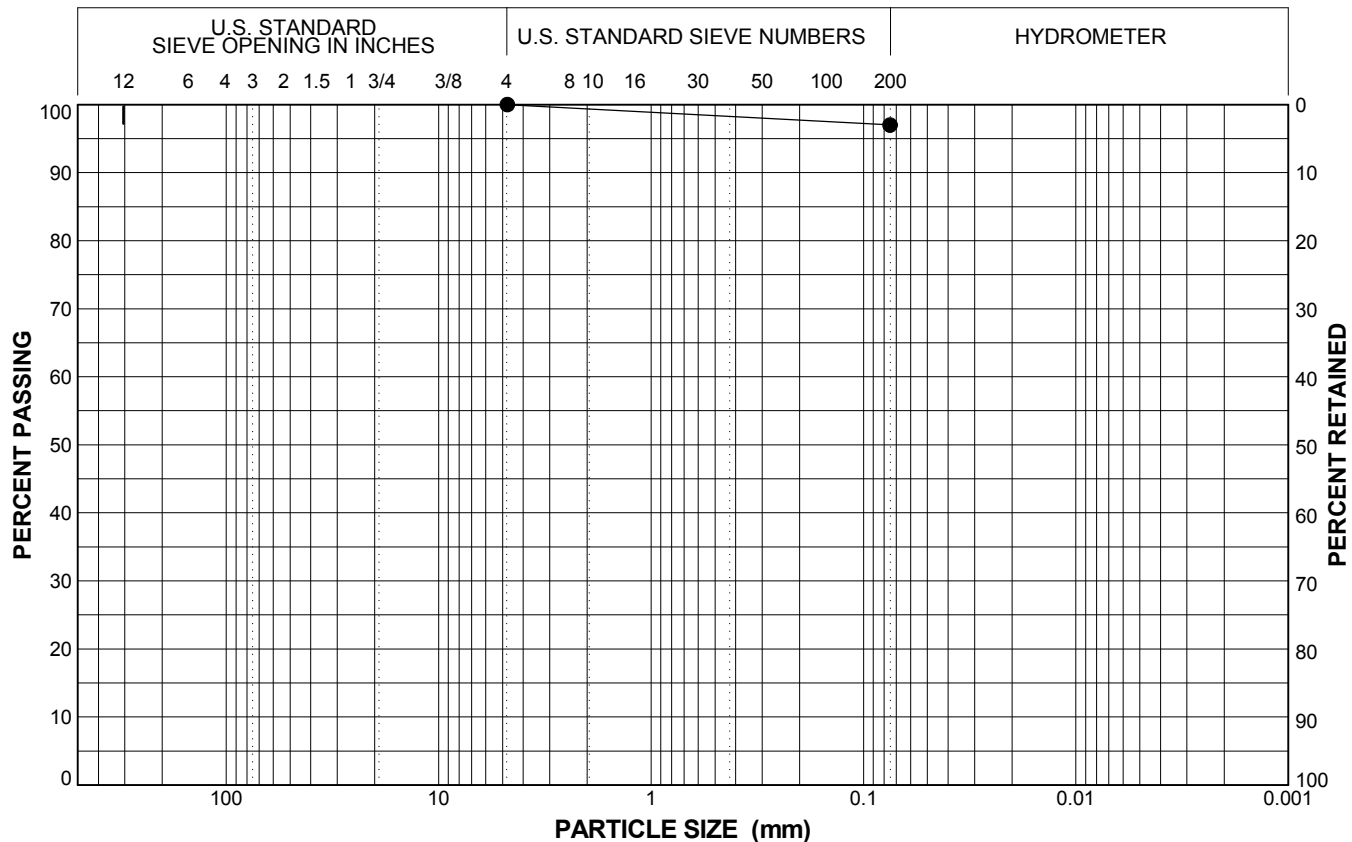 U.S. STANDARD
SIEVE OPENING IN INCHES
U.S. STANDARD SIEVE NUMBERS
HYDROMETER
12 6 4 3 2 1.5 1 3/4 3/8 4 8 10 16 30 50 100 200
100 0
90 10
80 20
70 30
60 40
50 50
40 60
30 70
20 80
10 90
0 100
PERCENT PASSING
PERCENT RETAINED
100 10 1 0.1 0.01 0.001
PARTICLE SIZE (mm)